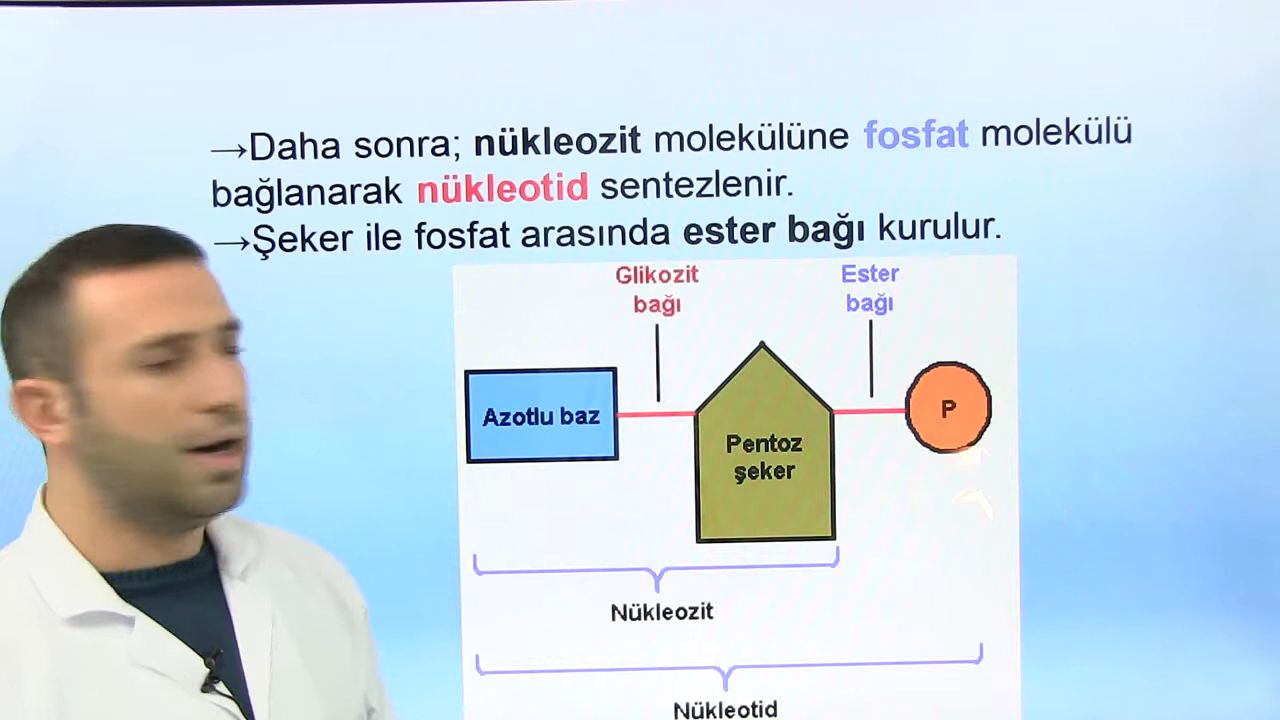 →Daha sonra; nükleozit molekülüne fosfat molekülü
bağlanarak nükleotid sentezlenir.
→Şeker ile fosfat arasında ester bağı kurulur.
Glikozit
bağı
Ester
bağı
Azotlu baz
Pentoz
şeker
P
Nükleozit
Nükleotid